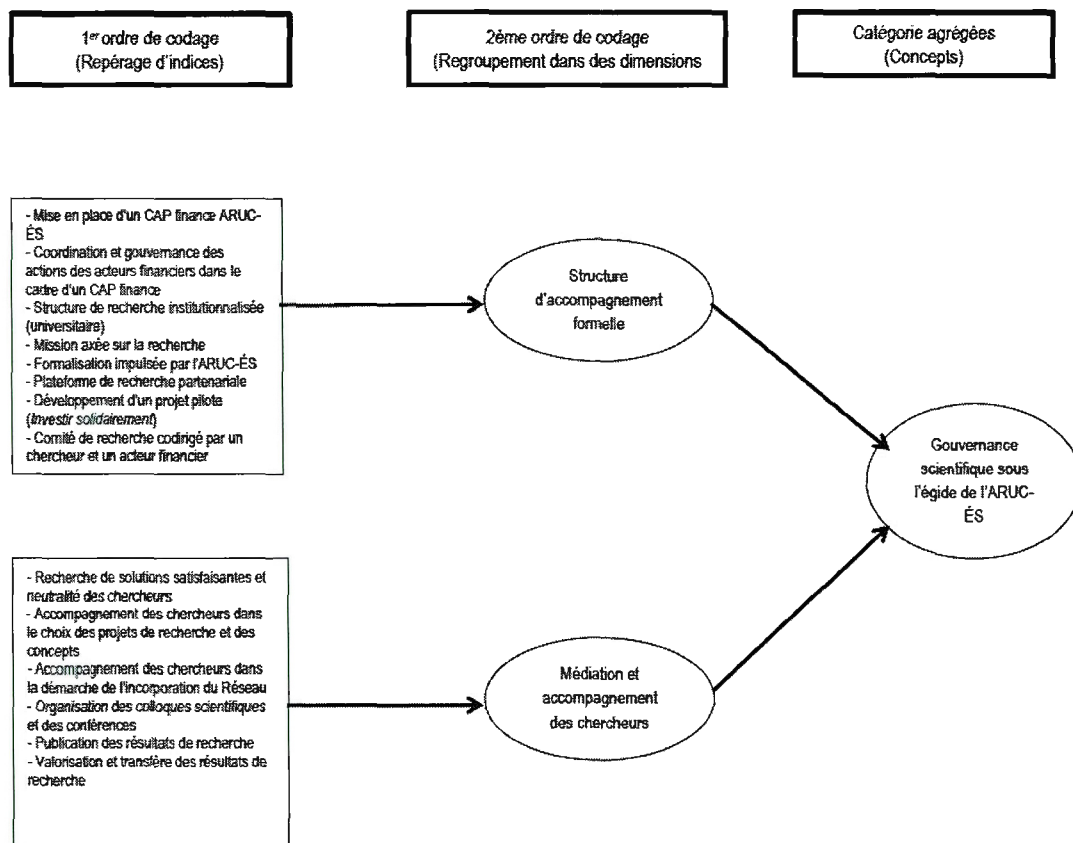 1er ordre de codage
(Repérage d'indices)
2ème ordre de codage
(Regroupement dans des dimensions
Catégorie agrégées
(Concepts)
- Mise en place d'un CAP finance ARUC-
ÉS
- Coordination et gouvernance des
actions des acteurs financiers dans le
cadre d'un CAP finance
- Structure de recherche institutionnalisée
(universitaire)
- Mission axée sur la recherche
- Formalisation impulsée par l'ARUC-ÉS
- Plateforme de recherche partenariale
- Développement d'un projet pilote
(Investir solidairement)
- Comité de recherche codirigé par un
chercheur et un acteur financier
Structure
d'accompagnement
formelle
Gouvernance
scientifique sous
l'égide de l'ARUC-
ÉS
- Recherche de solutions satisfaisantes et
neutralité des chercheurs
- Accompagnement des chercheurs dans
le choix des projets de recherche et des
concepts
- Accompagnement des chercheurs dans
la démarche de l'incorporation du Réseau
- Organisation des colloques scientifiques
et des conférences
- Publication des résultats de recherche
- Valorisation et transfère des résultats de
recherche
Médiation et
accompagnement
des chercheurs